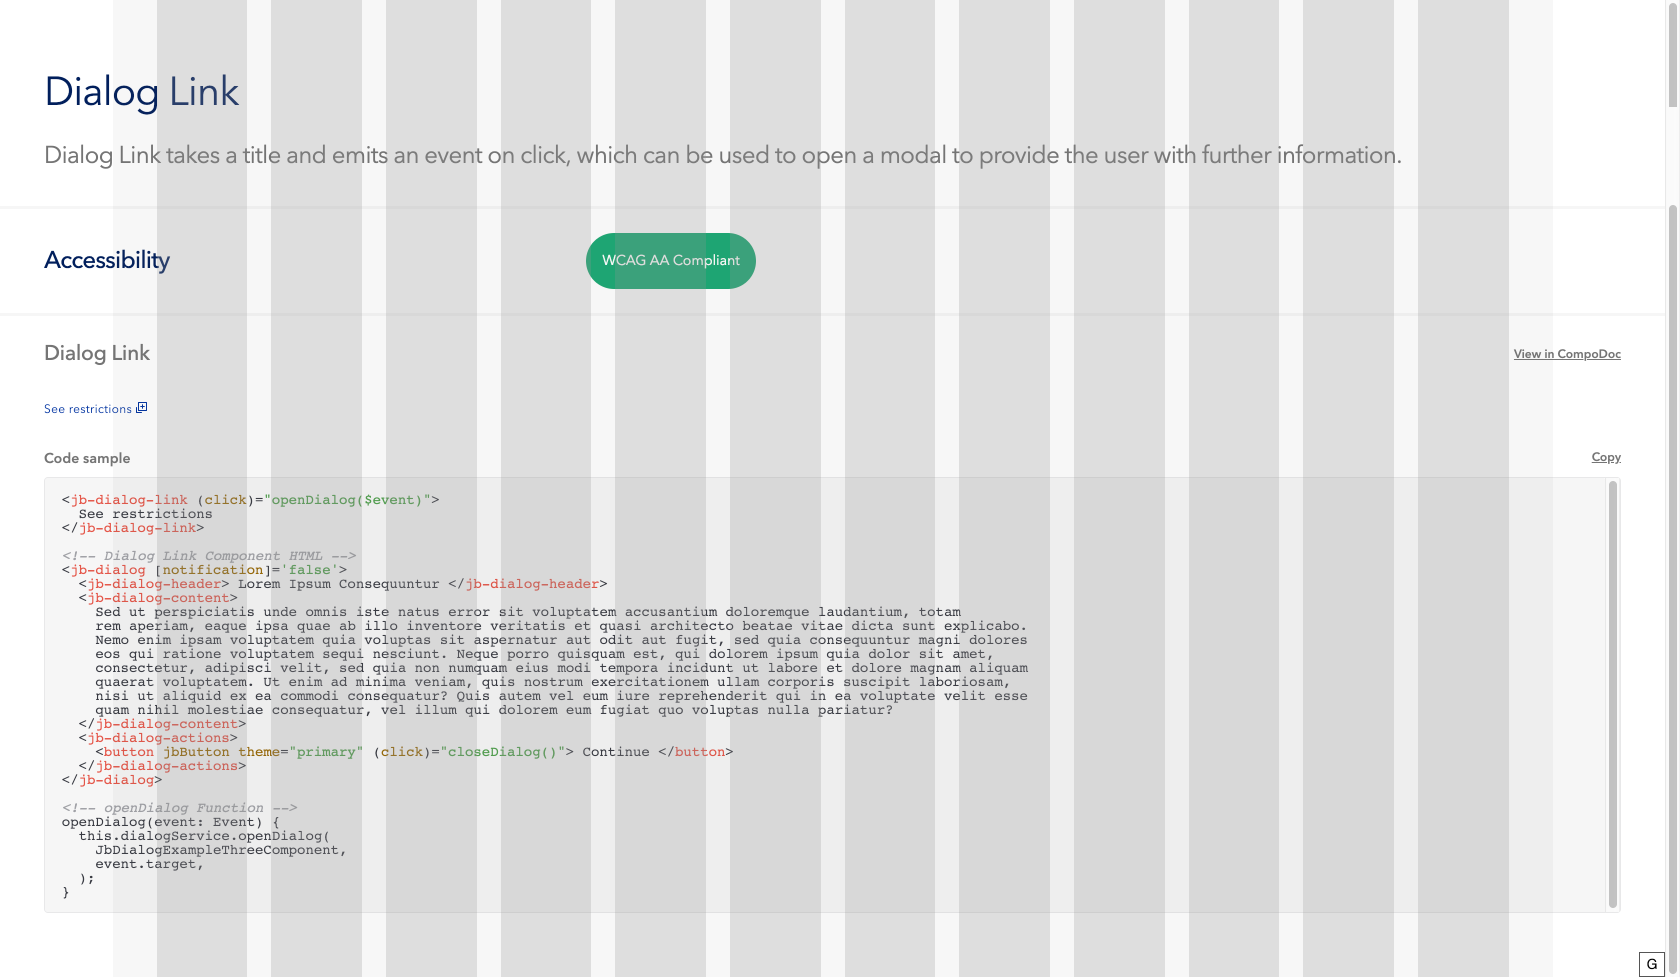 Dialog Link
Dialog Link takes a title and emits an event on click, which can be used to open a modal to provide the user with further information.
Accessibility
WCAG AA Compliant
Dialog Link
View in CompoDoc
See restrictions
Code sample
Copy
<jb-dialog-link (click)="openDialog($event)">
  See restrictions
</jb-dialog-link>
<!-- Dialog Link Component HTML -->
<jb-dialog [notification]='false'>
  <jb-dialog-header> Lorem Ipsum Consequuntur </jb-dialog-header>
  <jb-dialog-content>
    Sed ut perspiciatis unde omnis iste natus error sit voluptatem accusantium doloremque laudantium, totam
    rem aperiam, eaque ipsa quae ab illo inventore veritatis et quasi architecto beatae vitae dicta sunt explicabo.
    Nemo enim ipsam voluptatem quia voluptas sit aspernatur aut odit aut fugit, sed quia consequuntur magni dolores
    eos qui ratione voluptatem sequi nesciunt. Neque porro quisquam est, qui dolorem ipsum quia dolor sit amet,
    consectetur, adipisci velit, sed quia non numquam eius modi tempora incidunt ut labore et dolore magnam aliquam
    quaerat voluptatem. Ut enim ad minima veniam, quis nostrum exercitationem ullam corporis suscipit laboriosam,
    nisi ut aliquid ex ea commodi consequatur? Quis autem vel eum iure reprehenderit qui in ea voluptate velit esse
    quam nihil molestiae consequatur, vel illum qui dolorem eum fugiat quo voluptas nulla pariatur?
  </jb-dialog-content>
  <jb-dialog-actions>
    <button jbButton theme="primary" (click)="closeDialog()"> Continue </button>
  </jb-dialog-actions>
</jb-dialog>
<!-- openDialog Function -->
openDialog(event: Event) {
  this.dialogService.openDialog(
    JbDialogExampleThreeComponent,
    event.target,
  );
}
G